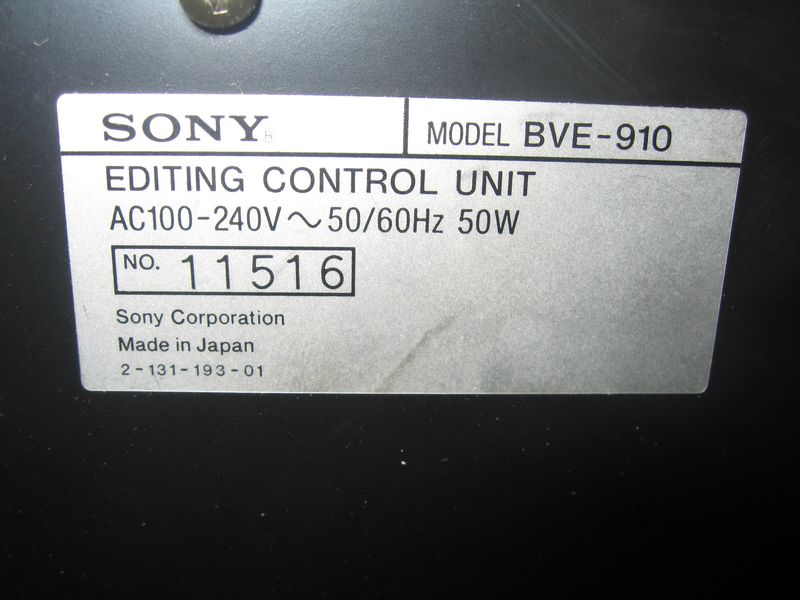 SONY®
MODEL BVE-910
EDITING CONTROL UNIT
AC100-240V～50/60Hz 50W
NO. 11516
Sony Corporation
Made in Japan
2-131-193-01